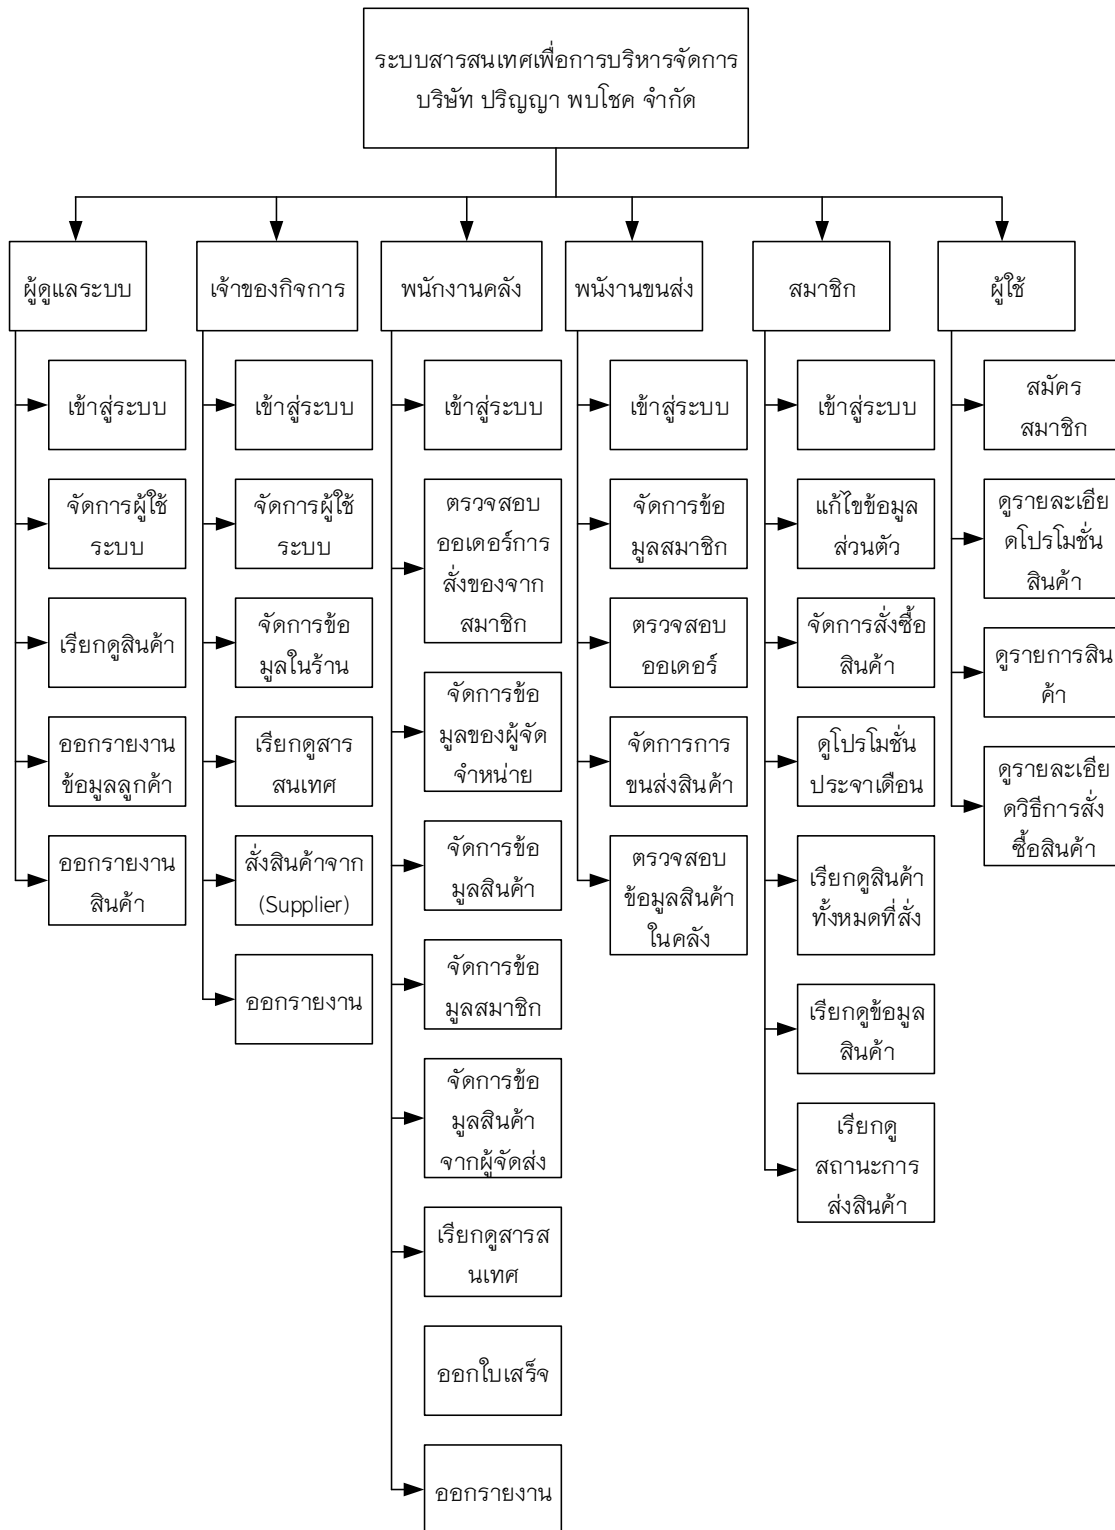 ระบบสารสนเทศเพื่อการบริหารจัดการ
บริษัท ปริญญา พบโชค จำกัด
ผู้ดูแลระบบ
เข้าสู่ระบบ
จัดการผู้ใช้
ระบบ
เรียกดูสินค้า
ออกรายงาน
ข้อมูลลูกค้า
ออกรายงาน
สินค้า
เจ้าของกิจการ
เข้าสู่ระบบ
จัดการผู้ใช้
ระบบ
จัดการข้อ
มูลในร้าน
เรียกดูสาร
สนเทศ
สั่งสินค้าจาก
(Supplier)
ออกรายงาน
พนักงานคลัง
เข้าสู่ระบบ
ตรวจสอบ
ออเดอร์การ
สั่งของจาก
สมาชิก
จัดการข้อ
มูลของผู้จัด
จำหน่าย
จัดการข้อ
มูลสินค้า
จัดการข้อ
มูลสมาชิก
จัดการข้อ
มูลสินค้า
จากผู้จัดส่ง
เรียกดูสารส
นเทศ
ออกใบเสร็จ
ออกรายงาน
พนังานขนส่ง
เข้าสู่ระบบ
จัดการข้อ
มูลสมาชิก
ตรวจสอบ
ออเดอร์
จัดการการ
ขนส่งสินค้า
ตรวจสอบ
ข้อมูลสินค้า
ในคลัง
สมาชิก
เข้าสู่ระบบ
แก้ไขข้อมูล
ส่วนตัว
จัดการสั่งซื้อ
สินค้า
ดูโปรโมชั่น
ประจาเดือน
เรียกดูสินค้า
ทั้งหมดที่สั่ง
เรียกดูข้อมูล
สินค้า
เรียกดู
สถานะการ
ส่งสินค้า
ผู้ใช้
สมัคร
สมาชิก
ดูรายละเอีย
ดโปรโมชั่น
สินค้า
ดูรายการสิน
ค้า
ดูรายละเอีย
ดวิธีการสั่ง
ซื้อสินค้า